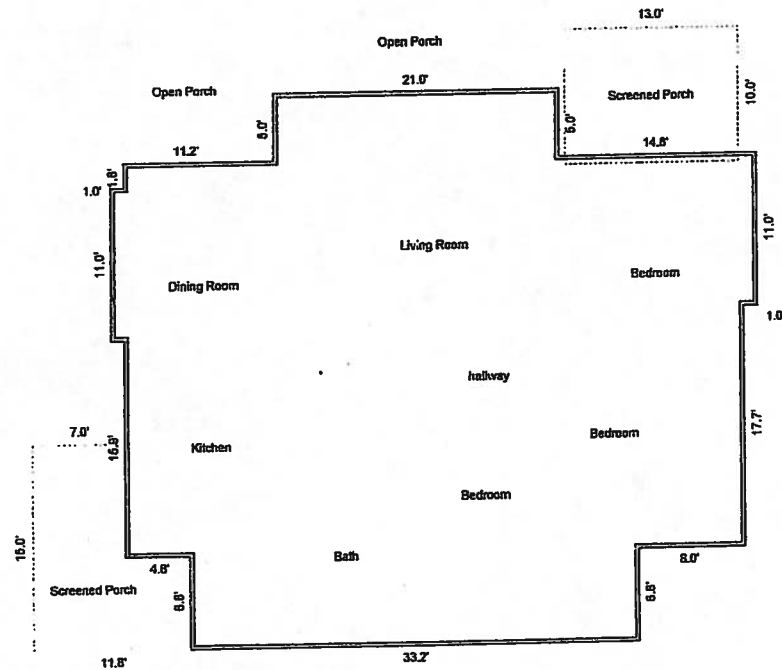 13.0'
Open Porch
Open Porch
21.0'
Screened Porch
10.0'
5.0'
5.0'
11.2'
14.8'
1.8'
1.0'
11.0'
11.0'
Living Room
Bedroom
Dining Room
1.0
hallway
7.0'
15.9'
Kitchen
Bedroom
17.7'
Bedroom
15.0'
Bath
4.8'
8.0'
Screened Porch
6.8'
6.8'
11.8'
33.2'